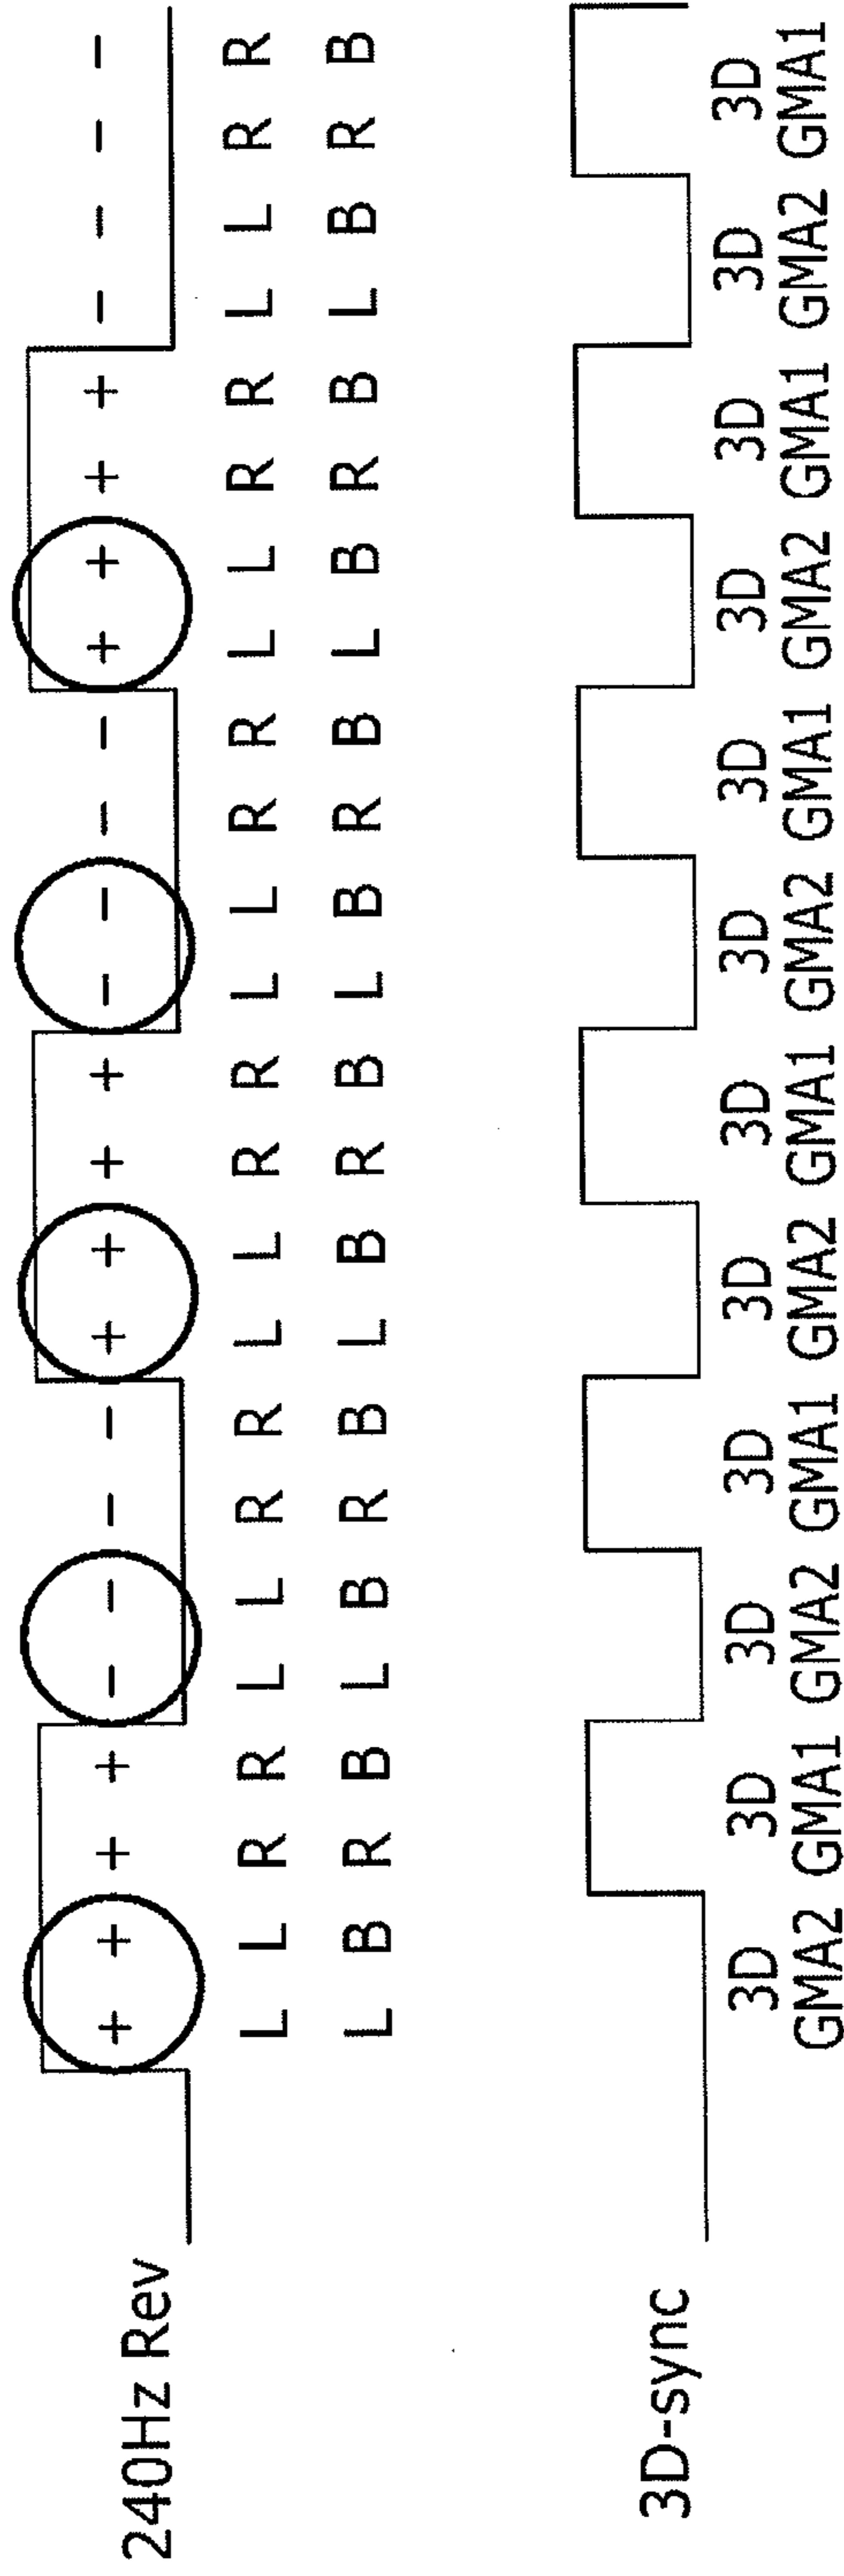 240Hz Rev + + + + − − − − + + + + − − − − + + + + − − − −
L L R R L L R R L L R R L L R R L L R R L L R R
L B R B L B R B L B R B L B R B L B R B L B R B
3D-sync
3D 3D 3D 3D 3D 3D 3D 3D 3D 3D 3D 3D
GMA2 GMA1 GMA2 GMA1 GMA2 GMA1 GMA2 GMA1 GMA2 GMA1 GMA2 GMA1